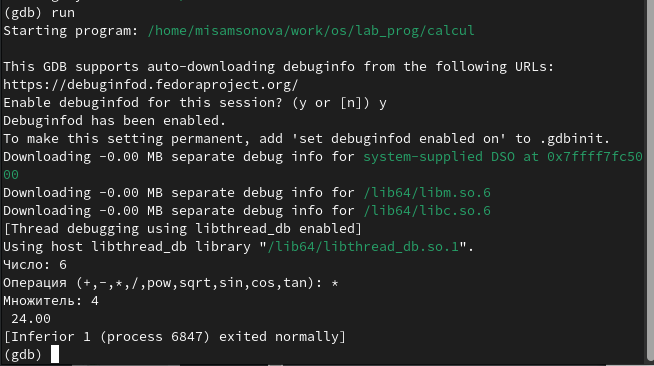 (gdb) run
Starting program: /home/misamsonova/work/os/lab_prog/calcul

This GDB supports auto-downloading debuginfo from the following URLs:
https://debuginfod.fedoraproject.org/
Enable debuginfod for this session? (y or [n]) y
Debuginfod has been enabled.
To make this setting permanent, add 'set debuginfod enabled on' to .gdbinit.
Downloading -0.00 MB separate debug info for system-supplied DSO at 0x7ffff7fc50
00
Downloading -0.00 MB separate debug info for /lib64/libm.so.6
Downloading -0.00 MB separate debug info for /lib64/libc.so.6
[Thread debugging using libthread_db enabled]
Using host libthread_db library "/lib64/libthread_db.so.1".
Число: 6
Операция (+,-,*,/,pow,sqrt,sin,cos,tan): *
Множитель: 4
 24.00
[Inferior 1 (process 6847) exited normally]
(gdb)